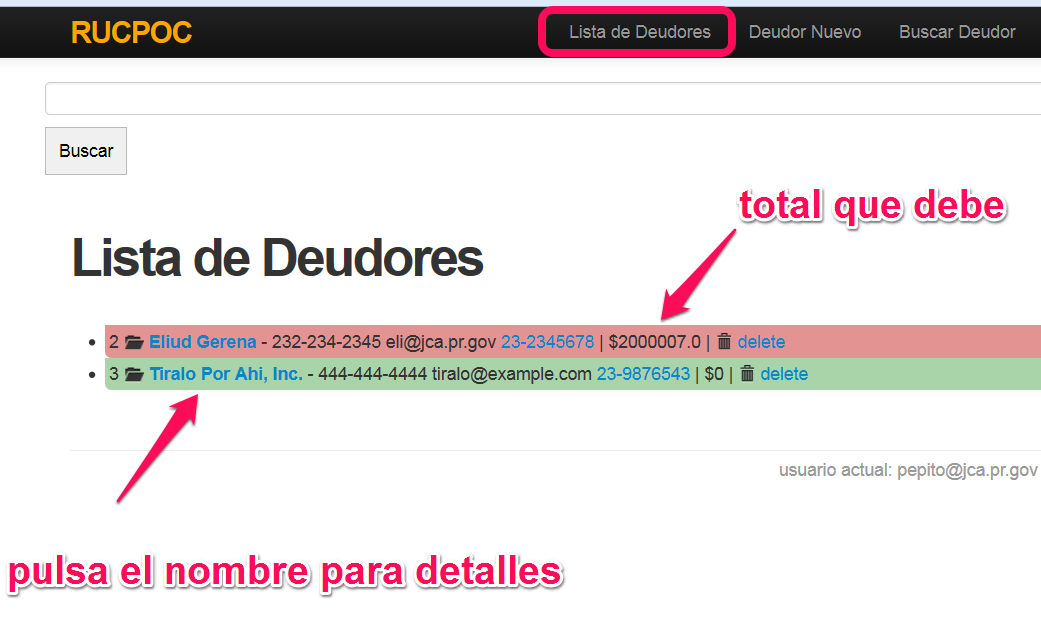 RUCPOC Lista de Deudores Deudor Nuevo Buscar Deudor
Buscar
total que debe
Lista de Deudores
2 Eliud Gerena - 232-234-2345 eli@jca.pr.gov 23-2345678 | $2000007.0 | delete
3 Tiralo Por Ahi, Inc. - 444-444-4444 tiralo@example.com 23-9876543 | $0 | delete
usuario actual: pepito@jca.pr.gov
pulsa el nombre para detalles